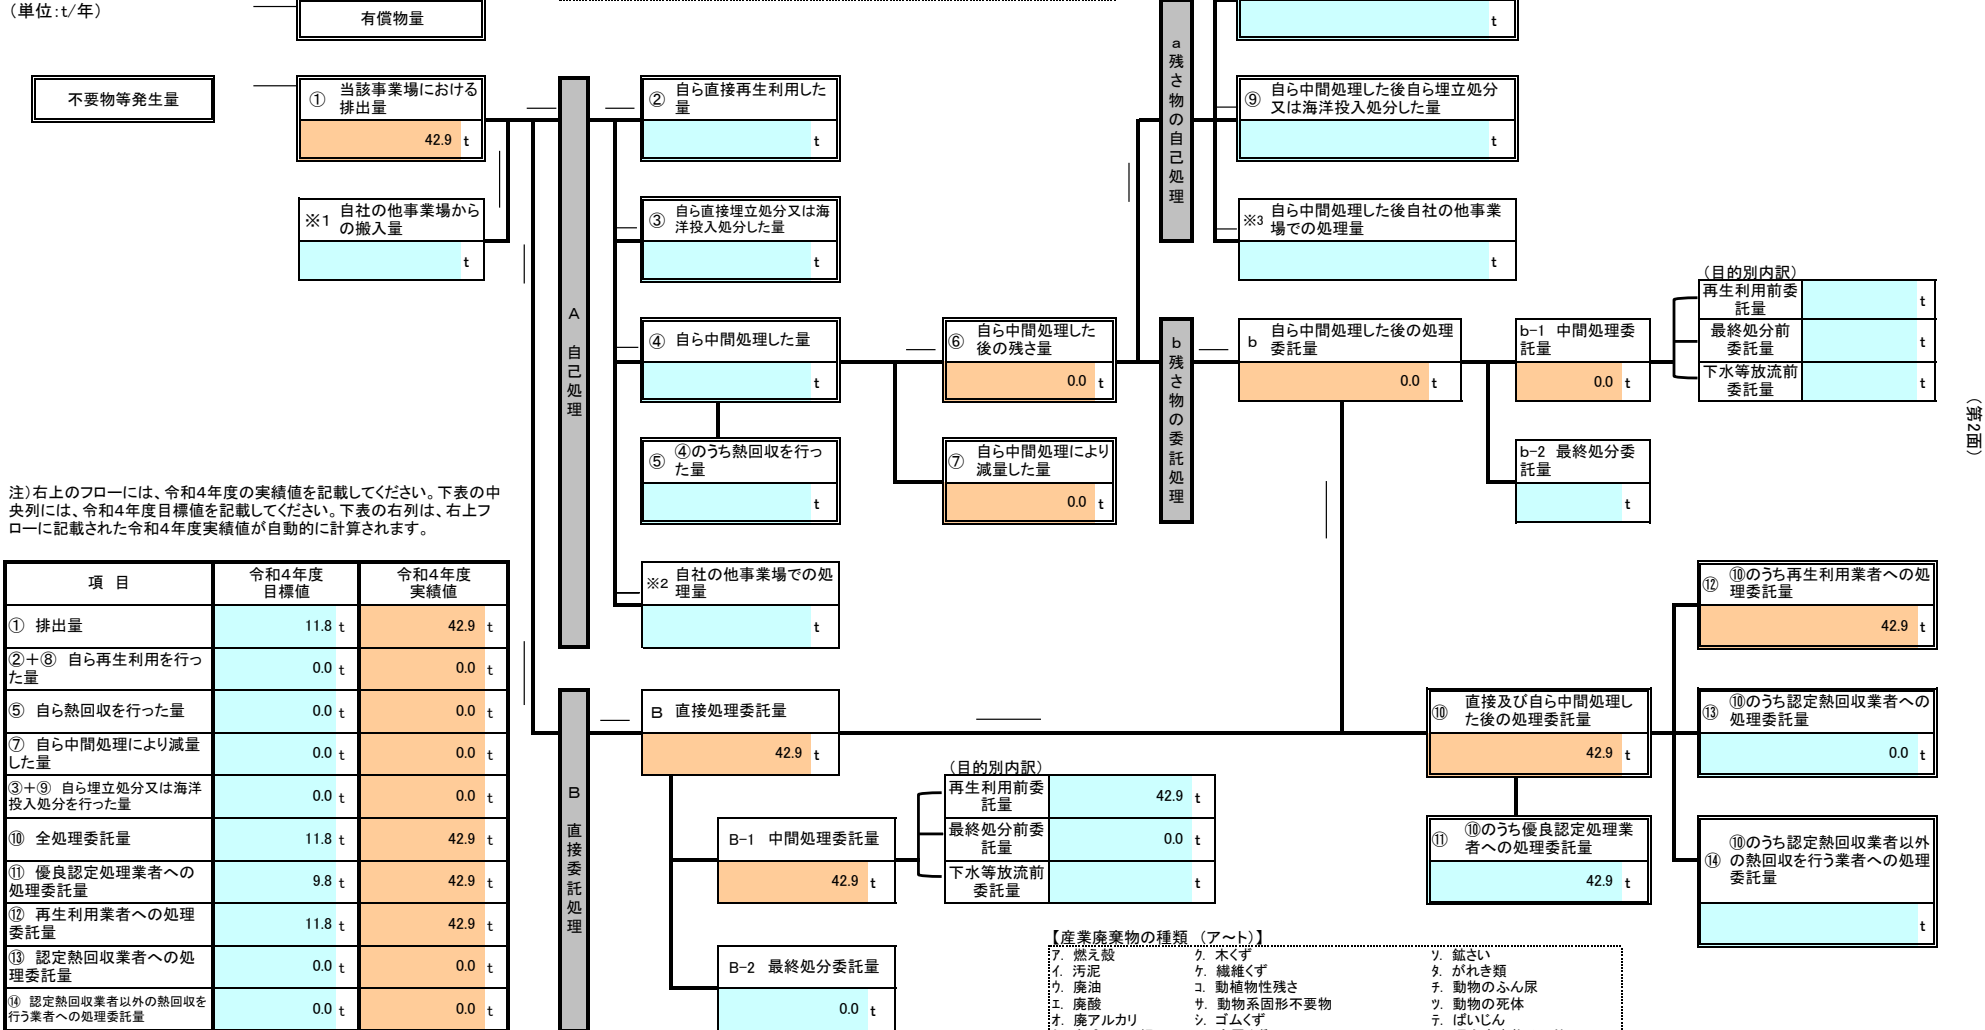 （単位：t/年）
有償物量
t
不要物等発生量
① 当該事業場における
排出量
42.9 t
※1 自社の他事業場から
の搬入量
t
A 自己処理
② 自ら直接再生利用した
量
t
③ 自ら直接埋立処分又は海
洋投入処分した量
t
④ 自ら中間処理した量
t
⑤ ④のうち熱回収を行っ
た量
t
※2 自社の他事業場での処
理量
t
⑥ 自ら中間処理した
後の残さ量
0.0 t
⑦ 自ら中間処理により
減量した量
0.0 t
a 残さ物の自己処理
⑨ 自ら中間処理した後自ら埋立処分
又は海洋投入処分した量
t
※3 自ら中間処理した後自社の他事業
場での処理量
t
b 残さ物の委託処理
b 自ら中間処理した後の処理
委託量
0.0 t
b-1 中間処理委
託量
0.0 t
b-2 最終処分委
託量
t
（目的別内訳）
再生利用前委
託量
t
最終処分前
委託量
t
下水等放流前
委託量
t
（第2面）
注）右上のフローには、令和４年度の実績値を記載してください。下表の中
央列には、令和４年度目標値を記載してください。下表の右列は、右上フ
ローに記載された令和４年度実績値が自動的に計算されます。
項 目 令和４年度
目標値 令和４年度
実績値
① 排出量 11.8 t 42.9 t
②＋⑧ 自ら再生利用を行っ
た量 0.0 t 0.0 t
⑤ 自ら熱回収を行った量 0.0 t 0.0 t
⑦ 自ら中間処理により減量
した量 0.0 t 0.0 t
③＋⑨ 自ら埋立処分又は海洋
投入処分を行った量 0.0 t 0.0 t
⑩ 全処理委託量 11.8 t 42.9 t
⑪ 優良認定処理業者への
処理委託量 9.8 t 42.9 t
⑫ 再生利用業者への処理
委託量 11.8 t 42.9 t
⑬ 認定熱回収業者への処
理委託量 0.0 t 0.0 t
⑭ 認定熱回収業者以外の熱回収を
行う業者への処理委託量 0.0 t 0.0 t
B 直接委託処理
B 直接処理委託量
42.9 t
B-1 中間処理委託量
42.9 t
B-2 最終処分委託量
0.0 t
（目的別内訳）
再生利用前委
託量
42.9 t
最終処分前委
託量
0.0 t
下水等放流前
委託量
t
⑩ 直接及び自ら中間処理し
た後の処理委託量
42.9 t
⑪ ⑩のうち優良認定処理業
者への処理委託量
42.9 t
⑫ ⑩のうち再生利用業者への処
理委託量
42.9 t
⑬ ⑩のうち認定熱回収業者への
処理委託量
0.0 t
⑭ ⑩のうち認定熱回収業者以外
の熱回収を行う業者への処理
委託量
t
【産業廃棄物の種類 （ア～ト）】
ア. 燃え殻 ク. 木くず ソ. 鉱さい
イ. 汚泥 ケ. 繊維くず タ. がれき類
ウ. 廃油 コ. 動植物性残さ チ. 動物のふん尿
エ. 廃酸 サ. 動物系固形不要物 ツ. 動物の死体
オ. 廃アルカリ シ. ゴムくず テ. ばいじん